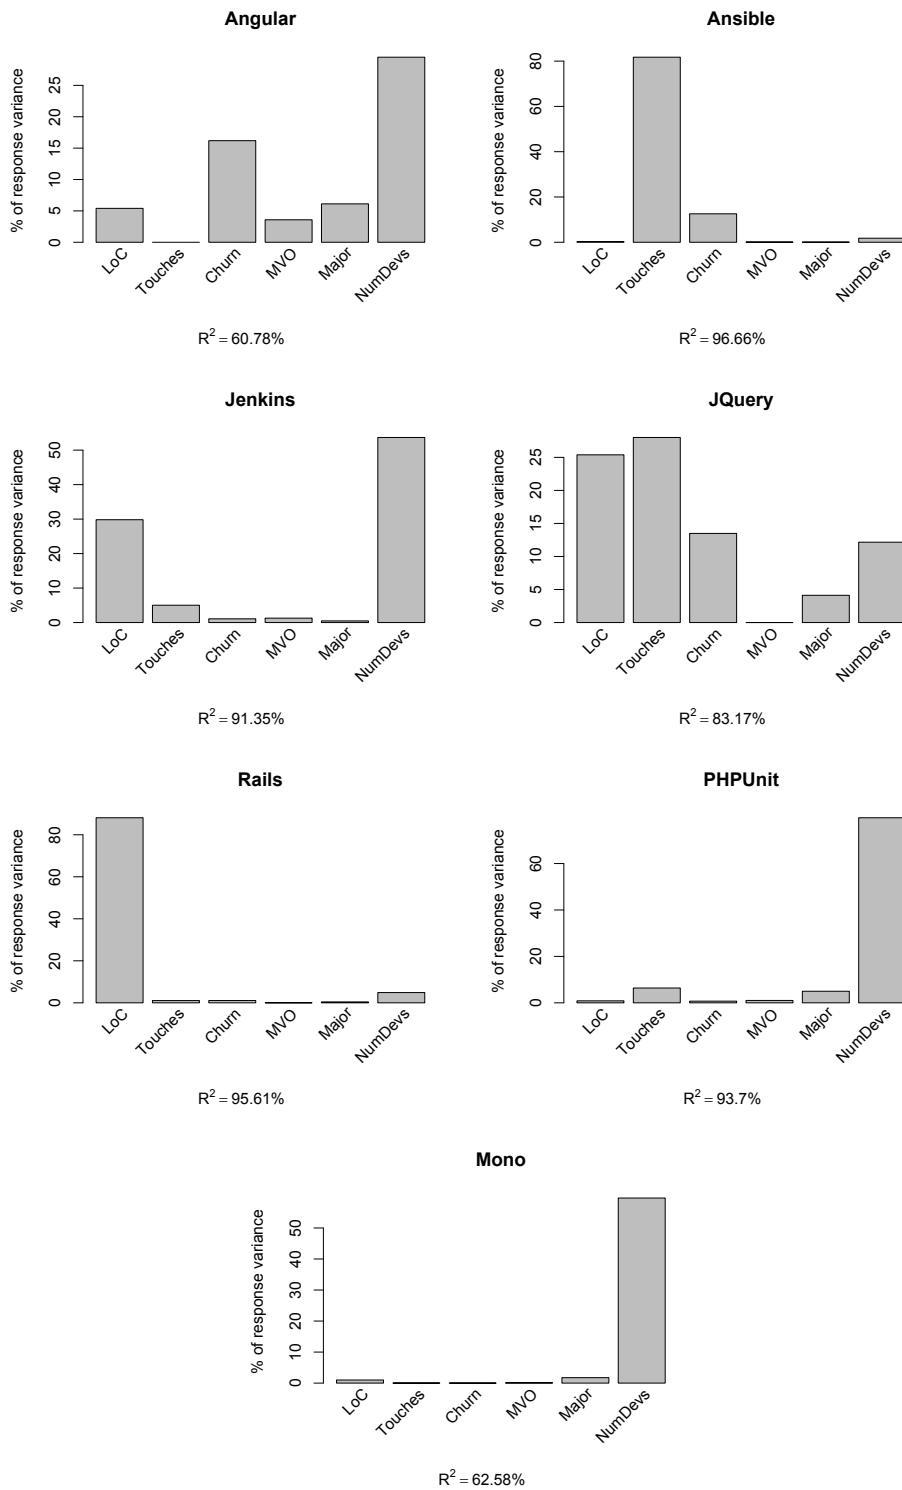 Angular
% of response variance
25
20
15
10
5
0
LoC
Touches
Churn
MVO
Major
NumDevs
R² = 60.78%
Ansible
% of response variance
80
60
40
20
0
LoC
Touches
Churn
MVO
Major
NumDevs
R² = 96.66%
Jenkins
% of response variance
50
40
30
20
10
0
LoC
Touches
Churn
MVO
Major
NumDevs
R² = 91.35%
JQuery
% of response variance
25
20
15
10
5
0
LoC
Touches
Churn
MVO
Major
NumDevs
R² = 83.17%
Rails
% of response variance
80
60
40
20
0
LoC
Touches
Churn
MVO
Major
NumDevs
R² = 95.61%
PHPUnit
% of response variance
60
40
20
0
LoC
Touches
Churn
MVO
Major
NumDevs
R² = 93.7%
Mono
% of response variance
50
40
30
20
10
0
LoC
Touches
Churn
MVO
Major
NumDevs
R² = 62.58%